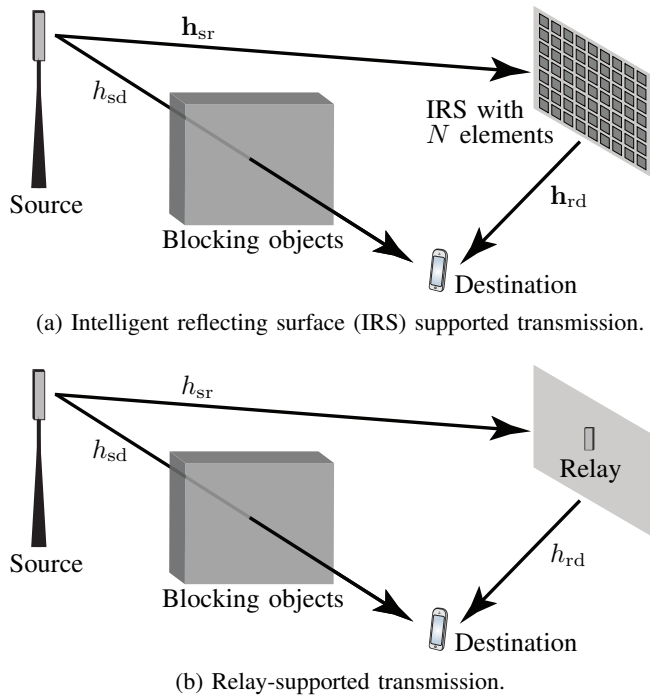 h_sr
h_sd
IRS with
N elements
h_rd
Source
Blocking objects
Destination
(a) Intelligent reflecting surface (IRS) supported transmission.
h_sr
h_sd
Relay
h_rd
Source
Blocking objects
Destination
(b) Relay-supported transmission.